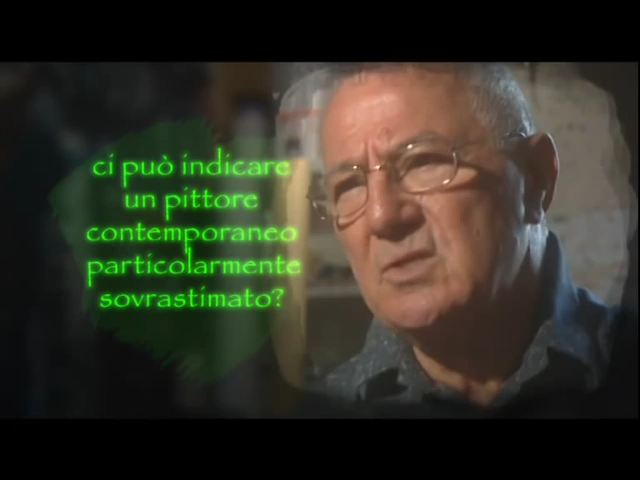 ci può indicare
un pittore
contemporaneo
particolarmente
sovrastimato?